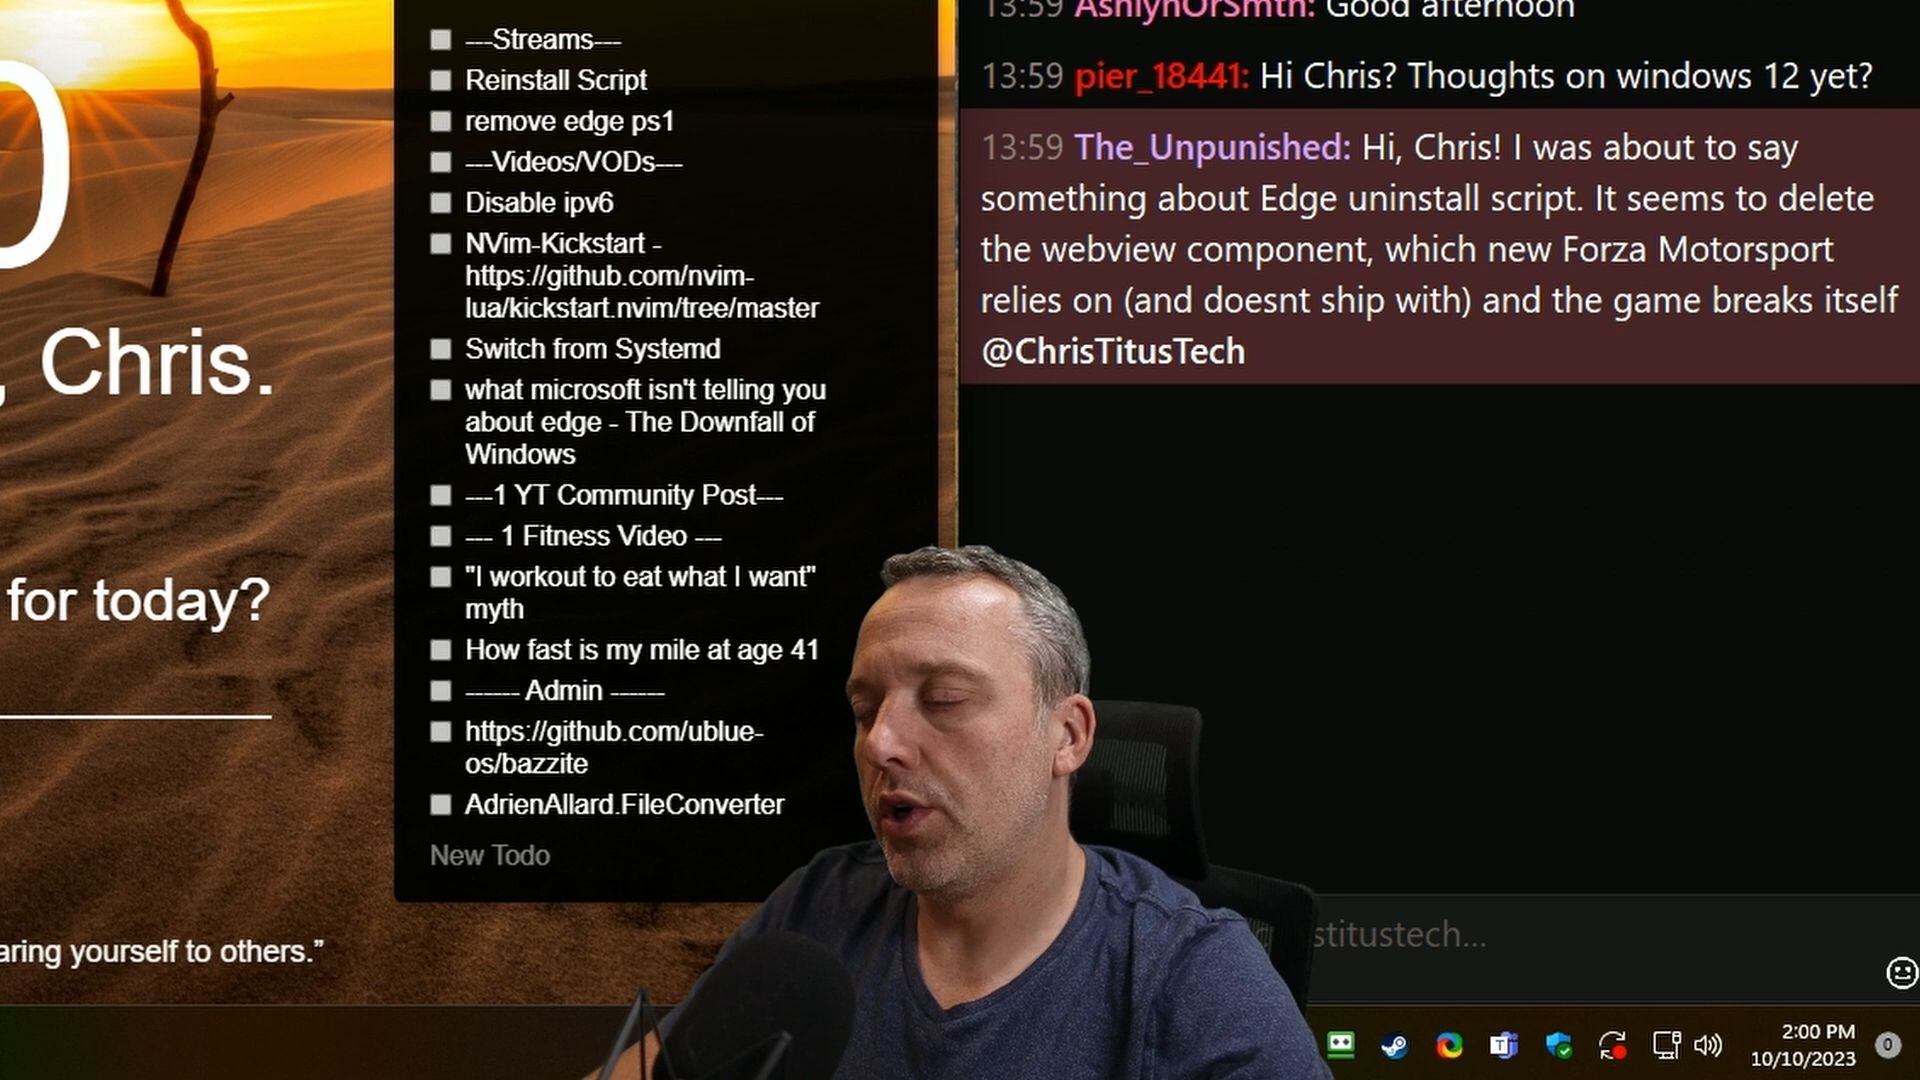 0
, Chris.
for today?
aring yourself to others.”
---Streams---
Reinstall Script
remove edge ps1
---Videos/VODs---
Disable ipv6
NVim-Kickstart -
https://github.com/nvim-
lua/kickstart.nvim/tree/master
Switch from Systemd
what microsoft isn't telling you
about edge - The Downfall of
Windows
---1 YT Community Post---
--- 1 Fitness Video ---
"I workout to eat what I want"
myth
How fast is my mile at age 41
------ Admin ------
https://github.com/ublue-
os/bazzite
AdrienAllard.FileConverter
New Todo
13:59 AshlynOrSmth: Good afternoon
13:59 pier_18441: Hi Chris? Thoughts on windows 12 yet?
13:59 The_Unpunished: Hi, Chris! I was about to say
something about Edge uninstall script. It seems to delete
the webview component, which new Forza Motorsport
relies on (and doesnt ship with) and the game breaks itself
@ChrisTitusTech
stitustech...
2:00 PM
10/10/2023
0